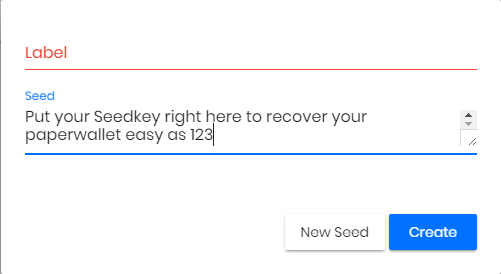 Label
Seed
Put your Seedkey right here to recover your
paperwallet easy as 123
New Seed
Create